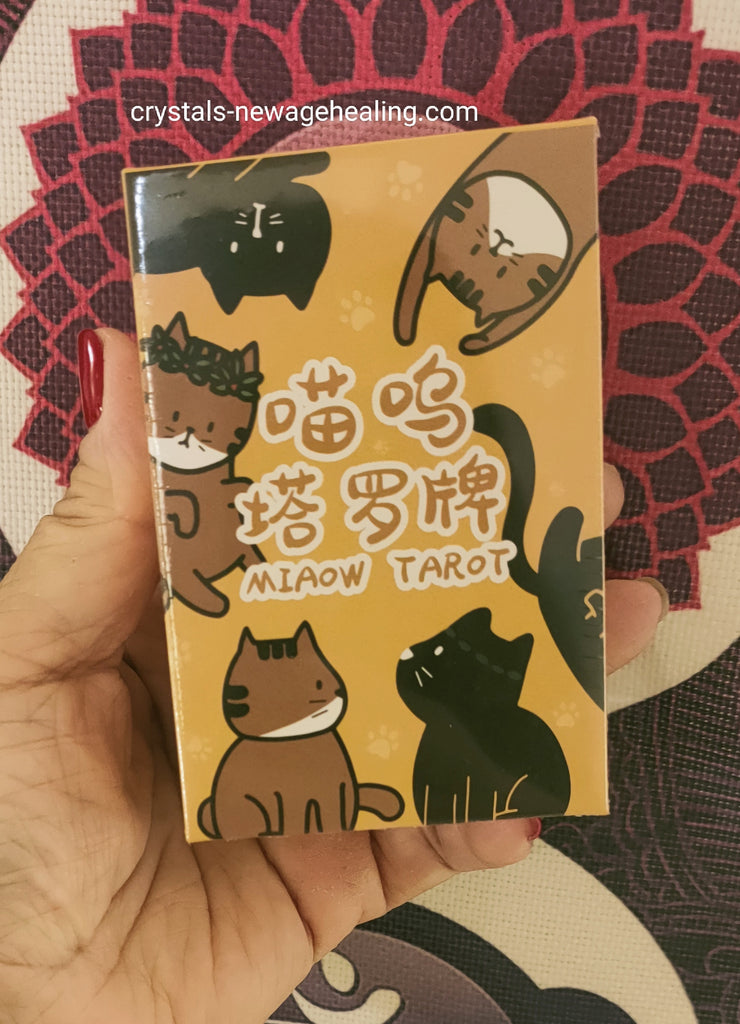 crystals-newagehealing.com
喵呜
塔罗牌
MIAOW TAROT